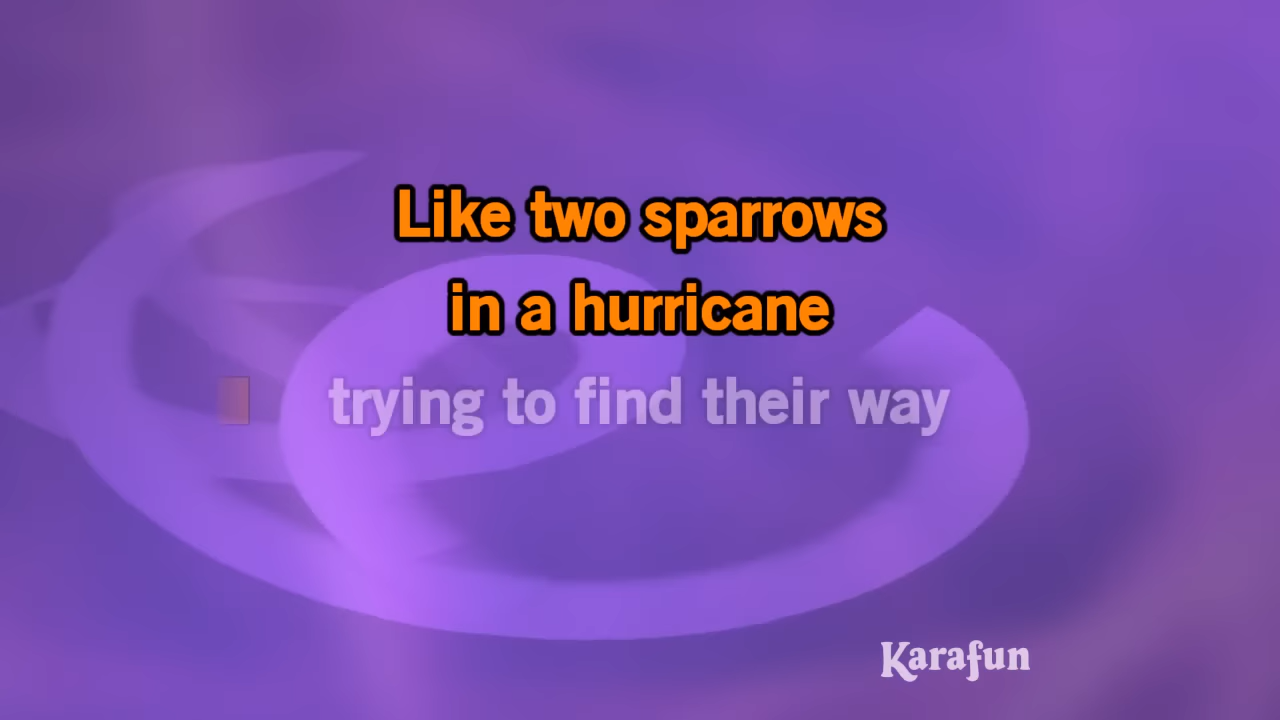 Like two sparrows
in a hurricane
trying to find their way
Karafun